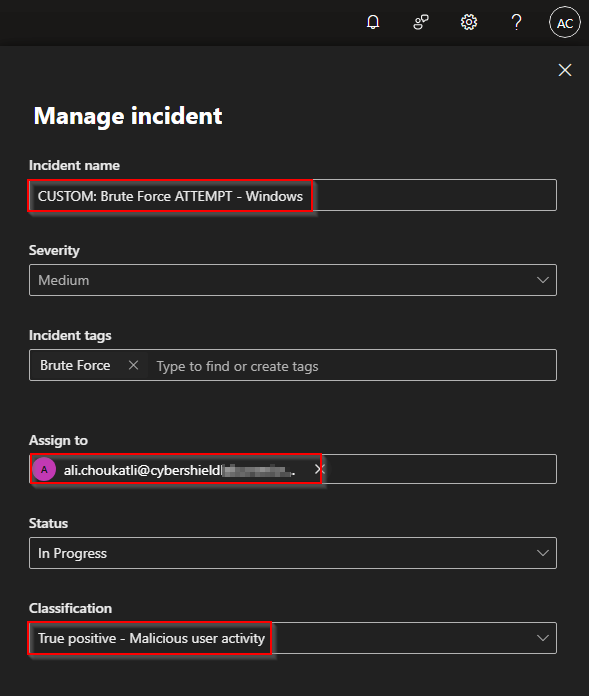 AC
Manage incident
Incident name
CUSTOM: Brute Force ATTEMPT - Windows
Severity
Medium
Incident tags
Brute Force Type to find or create tags
Assign to
A ali.choukatli@cybershield
Status
In Progress
Classification
True positive - Malicious user activity